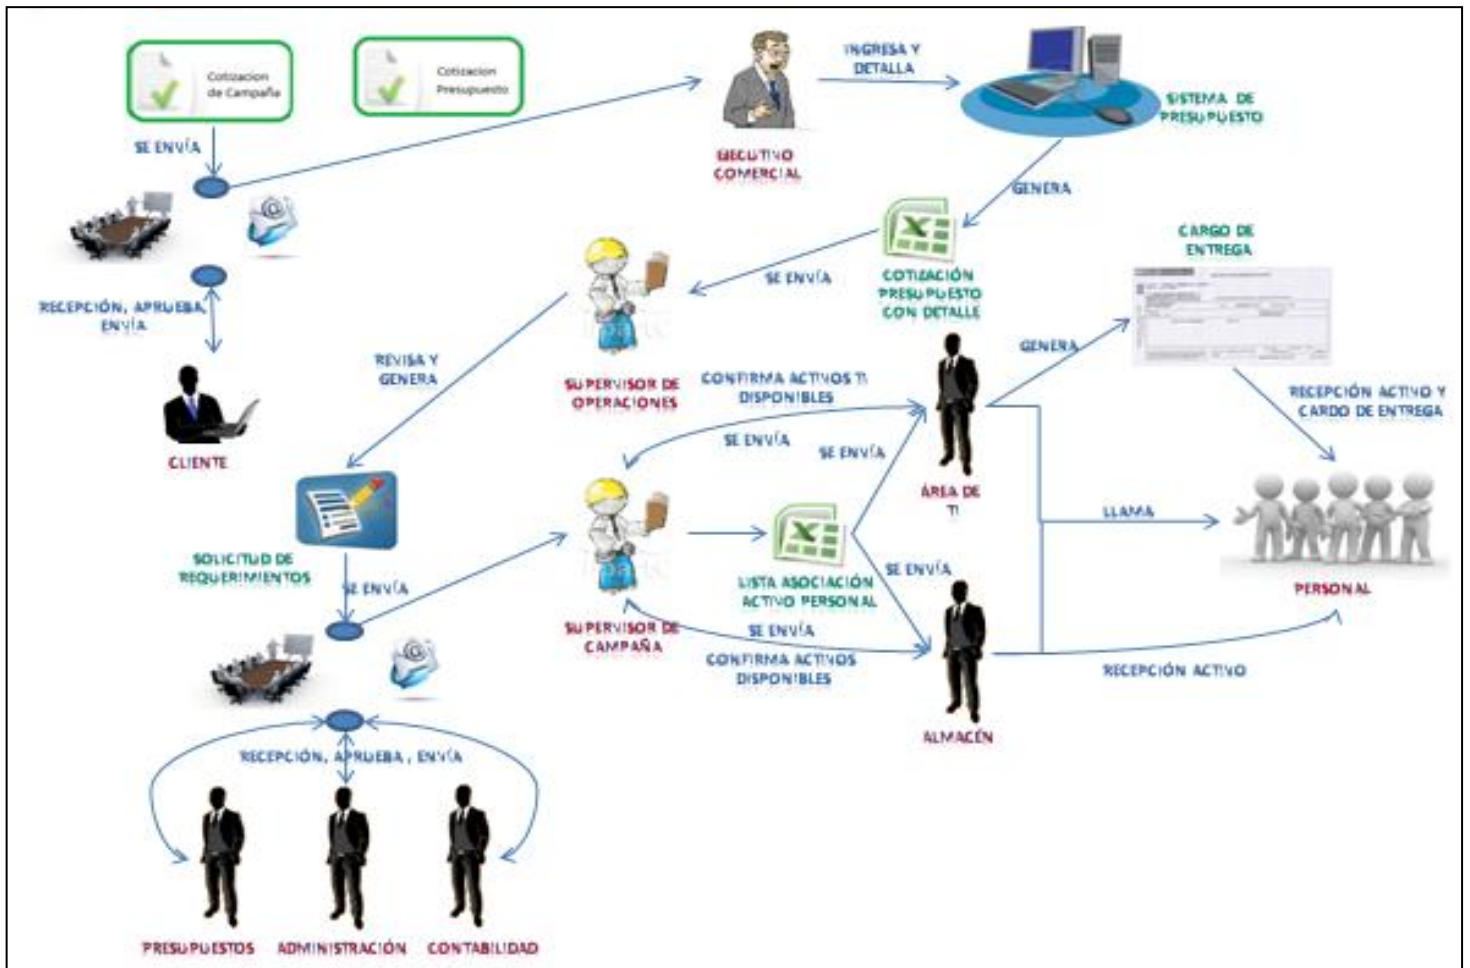 Cotizacion
de Campaña
Cotizacion
Presupuesto
SE ENVÍA
EJECUTIVO
COMERCIAL
INGRESA Y
DETALLA
SISTEMA DE
PRESUPUESTO
GENERA
COTIZACIÓN
PRESUPUESTO
CON DETALLE
SE ENVÍA
CARGO DE
ENTREGA
RECEPCIÓN, APRUEBA,
ENVÍA
CLIENTE
REVISA Y
GENERA
SUPERVISOR DE
OPERACIONES
CONFIRMA ACTIVOS TI
DISPONIBLES
SE ENVÍA
SE ENVÍA
GENERA
RECEPCIÓN ACTIVO Y
CARDO DE ENTREGA
ÁREA DE
TI
LLAMA
SOLICITUD DE
REQUERIMIENTOS
SE ENVÍA
LISTA ASOCIACIÓN
ACTIVO PERSONAL
SE ENVÍA
PERSONAL
SUPERVISOR DE
CAMPAÑA
SE ENVÍA
CONFIRMA ACTIVOS
DISPONIBLES
RECEPCIÓN ACTIVO
ALMACÉN
RECEPCIÓN, APRUEBA , ENVÍA
PRESUPUESTOS
ADMINISTRACIÓN
CONTABILIDAD